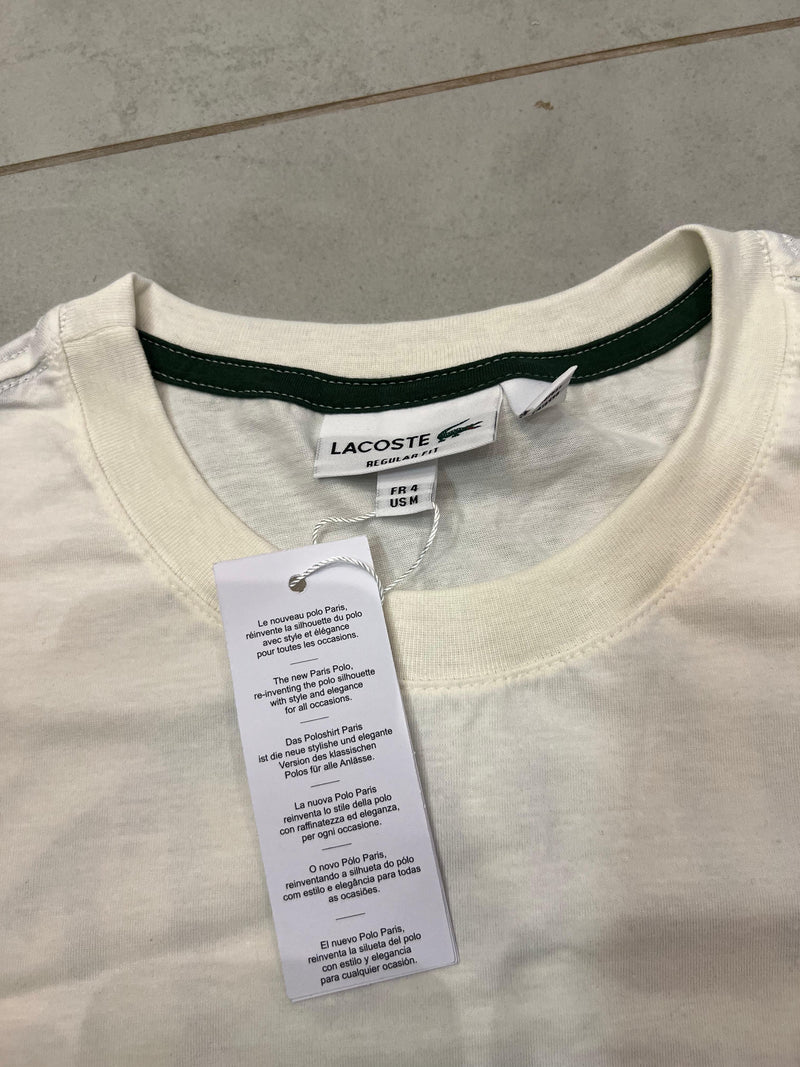 LACOSTE
REGULAR FIT
FR 4
US M
Le nouveau polo Paris,
réinvente la silhouette du polo
avec style et élégance
pour toutes les occasions.
The new Paris Polo,
re-inventing the polo silhouette
with style and elegance
for all occasions.
Das Poloshirt Paris
ist die neue stylishe und elegante
Version des klassischen
Polos für alle Anlässe.
La nuova Polo Paris
reinventa lo stile della polo
con raffinatezza ed eleganza,
per ogni occasione.
O novo Pólo Paris,
reinventando a silhueta do pólo
com estilo e elegância para todas
as ocasiões.
El nuevo Polo Paris,
reinventa la silueta del polo
con estilo y elegancia
para cualquier ocasión.